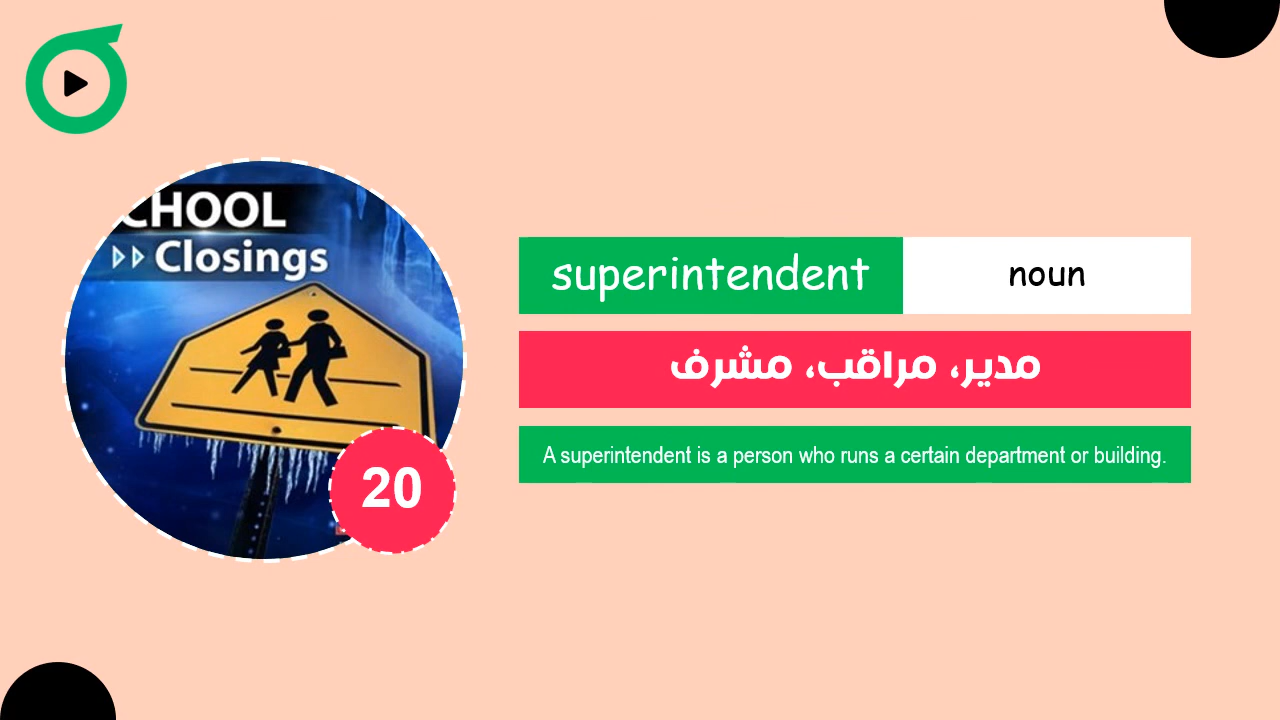 CHOOL
Closings
20
superintendent
noun
مدير، مراقب، مشرف
A superintendent is a person who runs a certain department or building.